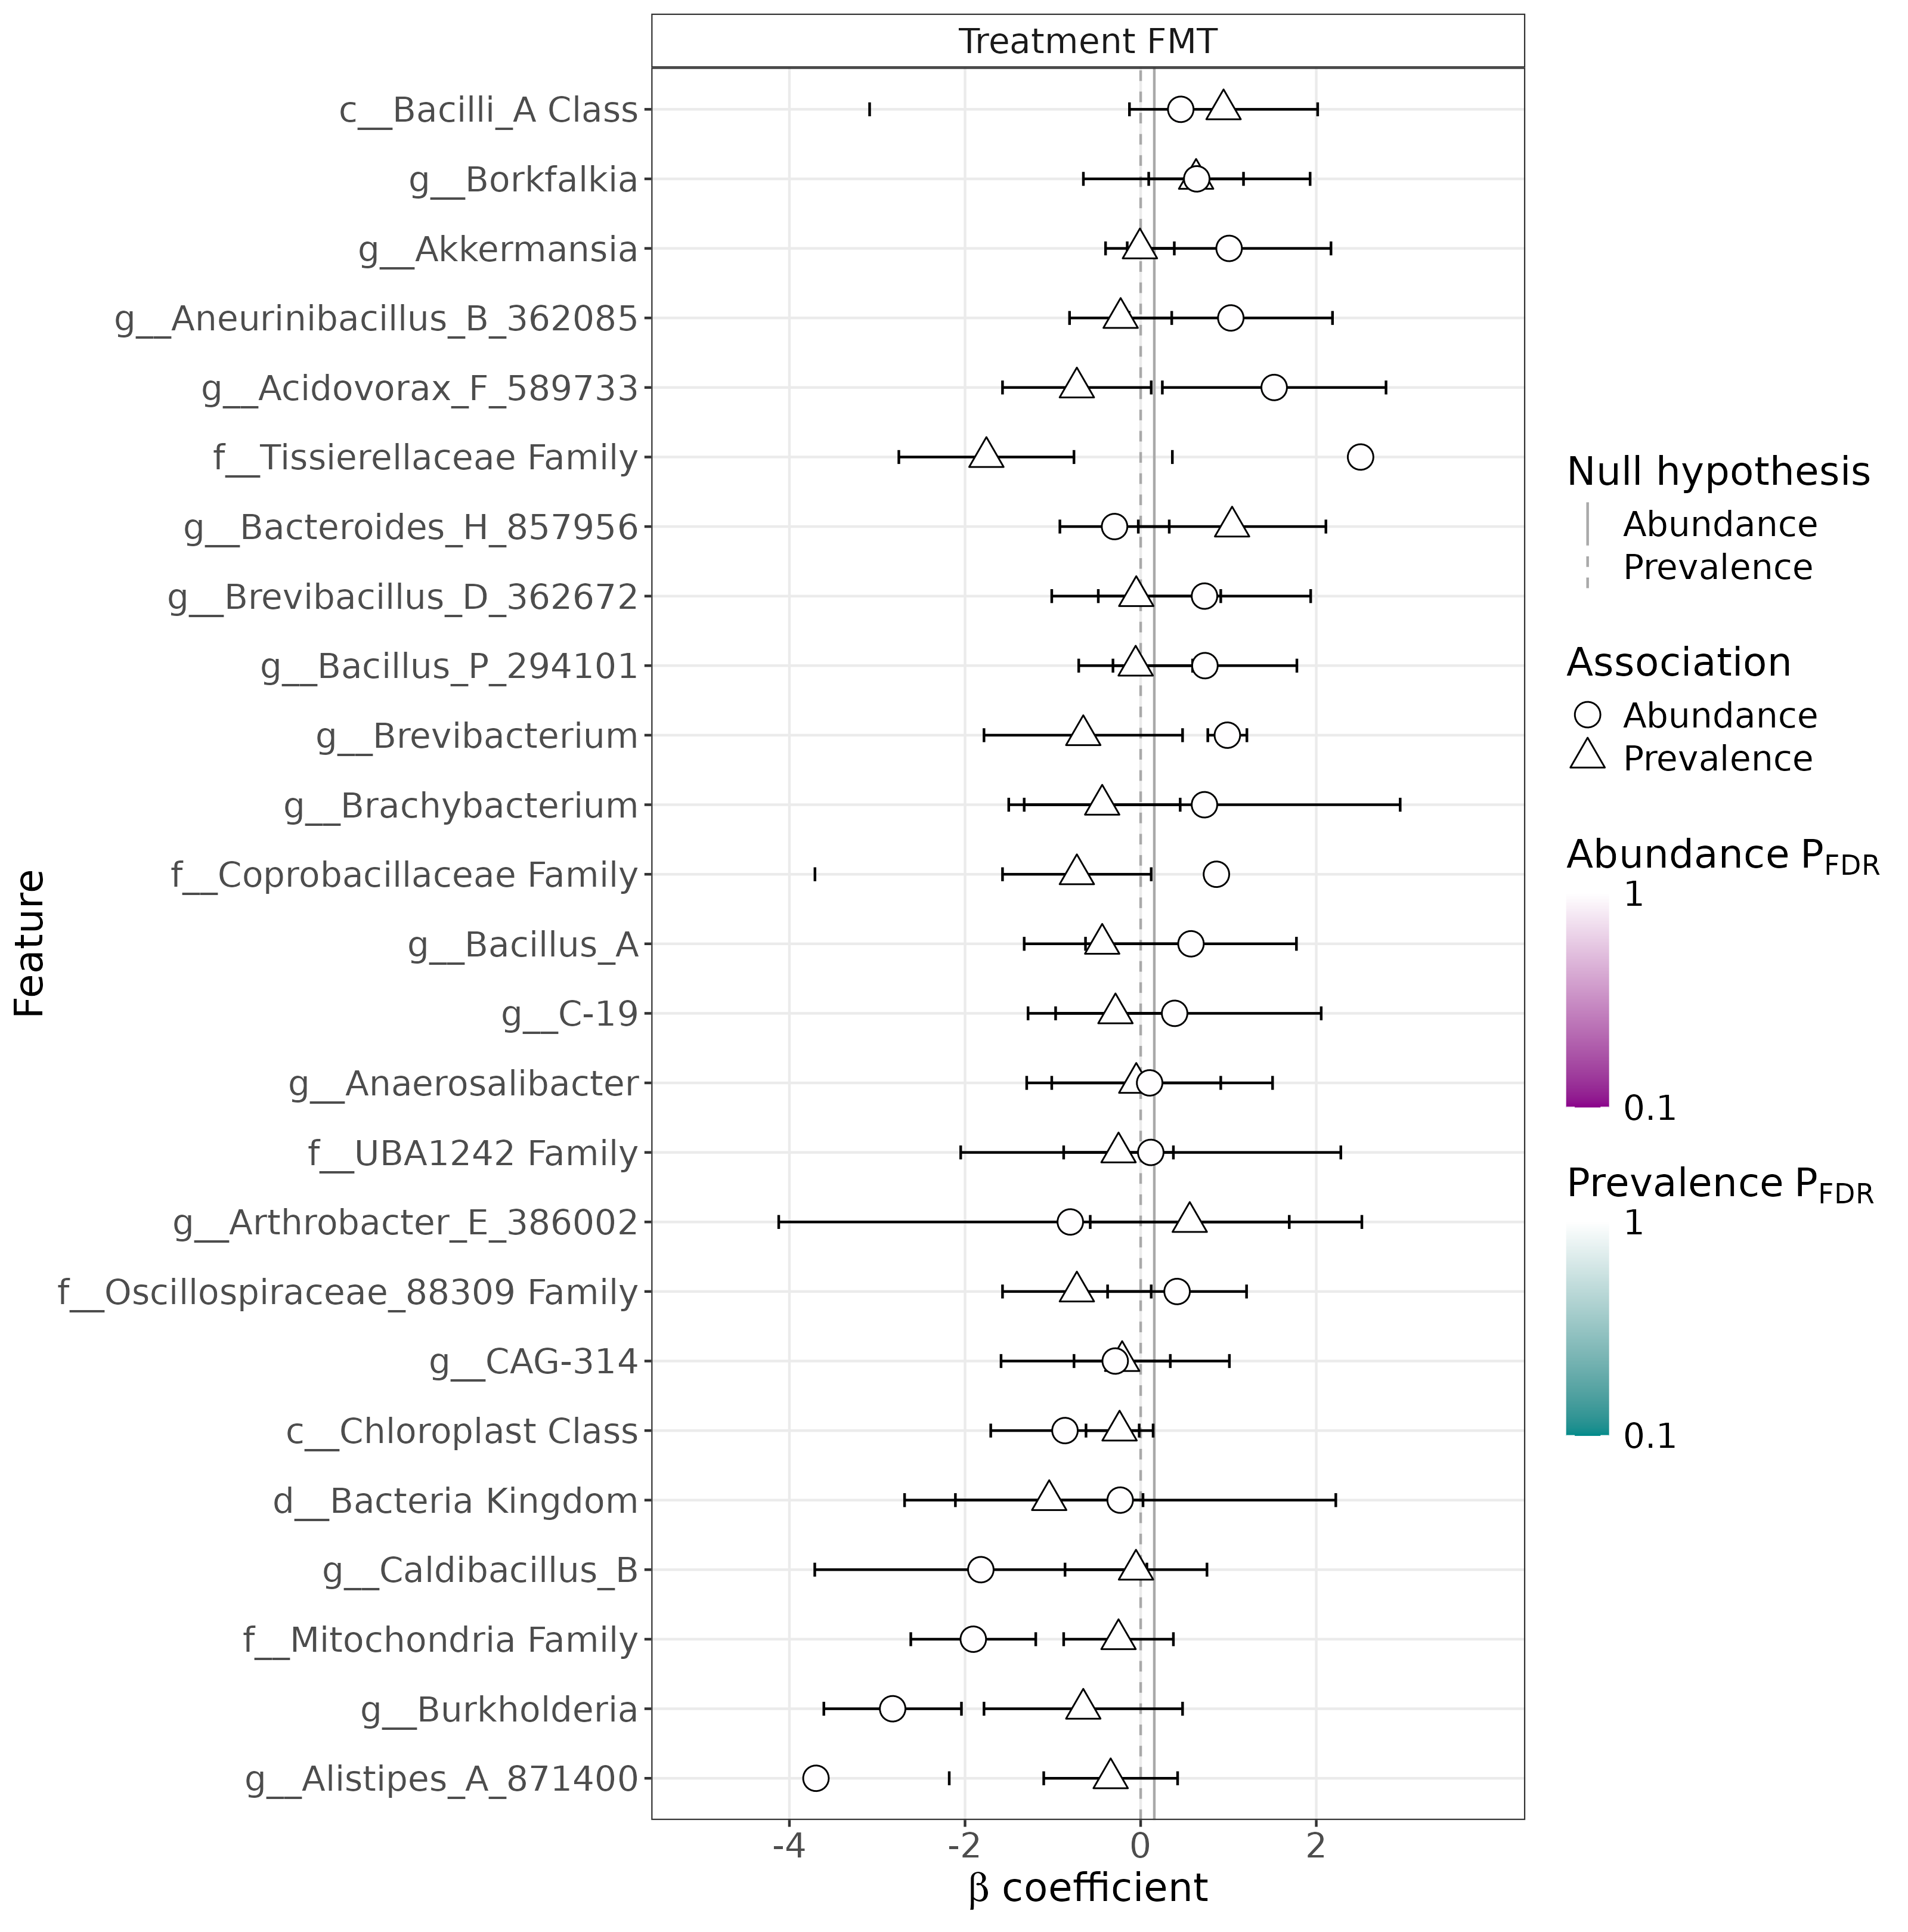 Treatment FMT
c__Bacilli_A Class
g__Borkfalkia
g__Akkermansia
g__Aneurinibacillus_B_362085
g__Acidovorax_F_589733
f__Tissierellaceae Family
g__Bacteroides_H_857956
g__Brevibacillus_D_362672
g__Bacillus_P_294101
g__Brevibacterium
g__Brachybacterium
f__Coprobacillaceae Family
g__Bacillus_A
g__C-19
g__Anaerosalibacter
f__UBA1242 Family
g__Arthrobacter_E_386002
f__Oscillospiraceae_88309 Family
g__CAG-314
c__Chloroplast Class
d__Bacteria Kingdom
g__Caldibacillus_B
f__Mitochondria Family
g__Burkholderia
g__Alistipes_A_871400
Feature
-4 -2 0 2
β coefficient
Null hypothesis
Abundance
Prevalence
Association
Abundance
Prevalence
Abundance PFDR
1
0.1
Prevalence PFDR
1
0.1